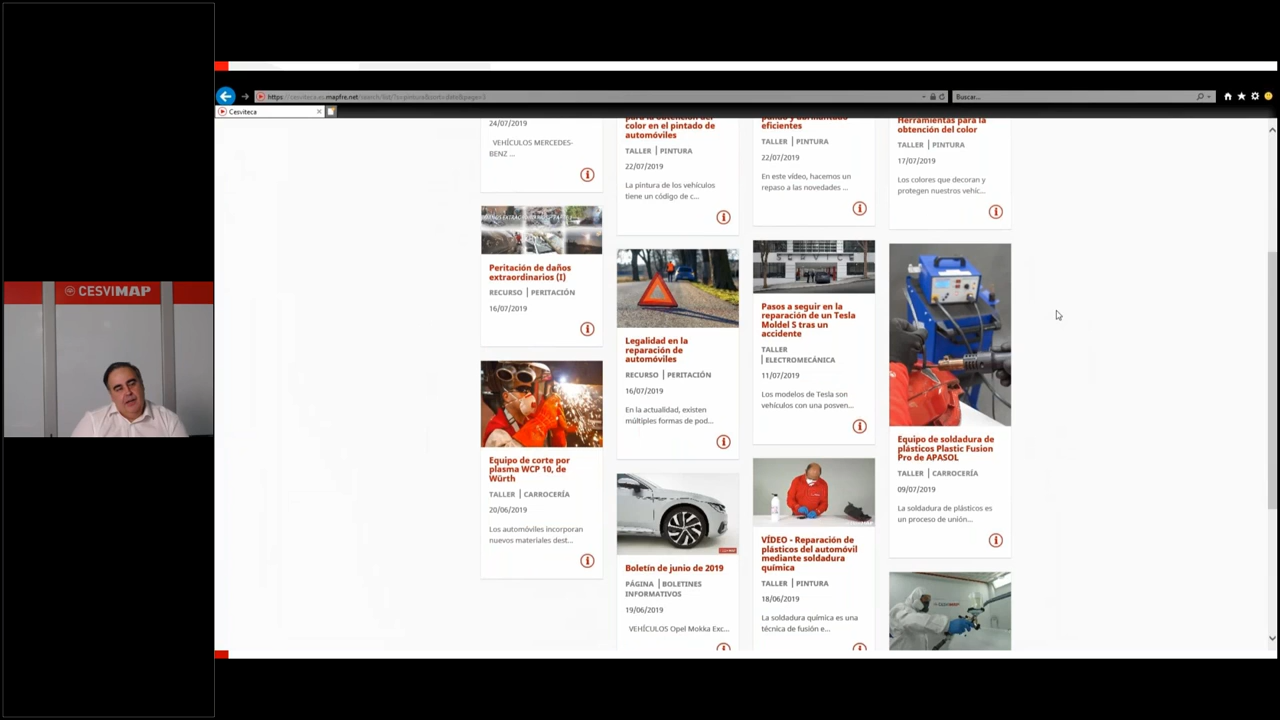 CESVIMAP
Buscar...
Cesviteca
24/07/2019
VEHÍCULOS MERCEDES-
BENZ ...
Peritación de daños
extraordinarios (I)
RECURSO | PERITACIÓN
16/07/2019
Equipo de corte por
plasma WCP 10, de
Würth
TALLER | CARROCERÍA
20/06/2019
Los automóviles incorporan
nuevos materiales dest...
color en el pintado de
automóviles
TALLER | PINTURA
22/07/2019
La pintura de los vehículos
tiene un código de c...
Legalidad en la
reparación de
automóviles
RECURSO | PERITACIÓN
16/07/2019
En la actualidad, existen
múltiples formas de pod...
Boletín de junio de 2019
PÁGINA | BOLETINES
INFORMATIVOS
19/06/2019
VEHÍCULOS Opel Mokka Exc...
eficientes
TALLER | PINTURA
22/07/2019
En este vídeo, hacemos un
repaso a las novedades ...
SERVICE
Pasos a seguir en la
reparación de un Tesla
Moldel S tras un
accidente
TALLER
| ELECTROMECÁNICA
11/07/2019
Los modelos de Tesla son
vehículos con una posven...
VÍDEO - Reparación de
plásticos del automóvil
mediante soldadura
química
TALLER | PINTURA
18/06/2019
La soldadura química es una
técnica de fusión e...
Herramientas para la
obtención del color
TALLER | PINTURA
17/07/2019
Los colores que decoran y
protegen nuestros vehíc...
Equipo de soldadura de
plásticos Plastic Fusion
Pro de APASOL
TALLER | CARROCERÍA
09/07/2019
La soldadura de plásticos es
un proceso de unión...